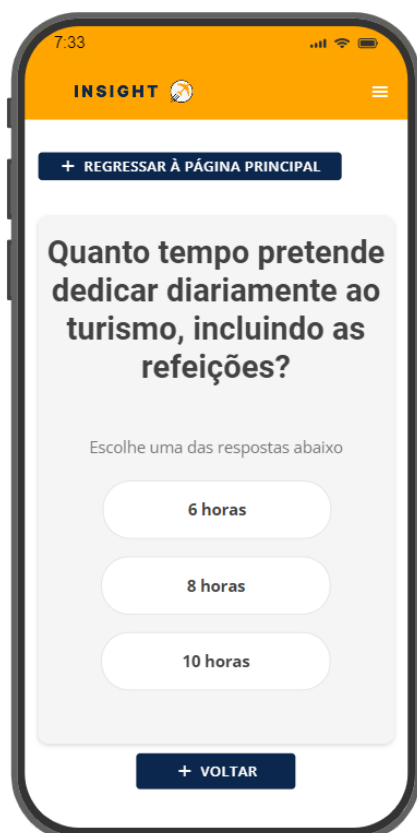 7:33
INSIGHT
+ REGRESSAR À PÁGINA PRINCIPAL
Quanto tempo pretende
dedicar diariamente ao
turismo, incluindo as
refeições?
Escolhe uma das respostas abaixo
6 horas
8 horas
10 horas
+ VOLTAR